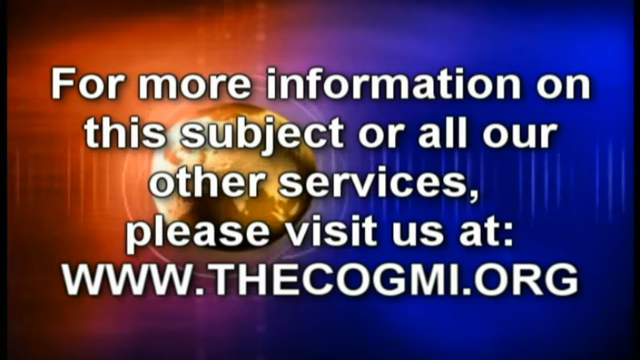 For more information on
this subject or all our
other services,
please visit us at:
WWW.THECOGMI.ORG